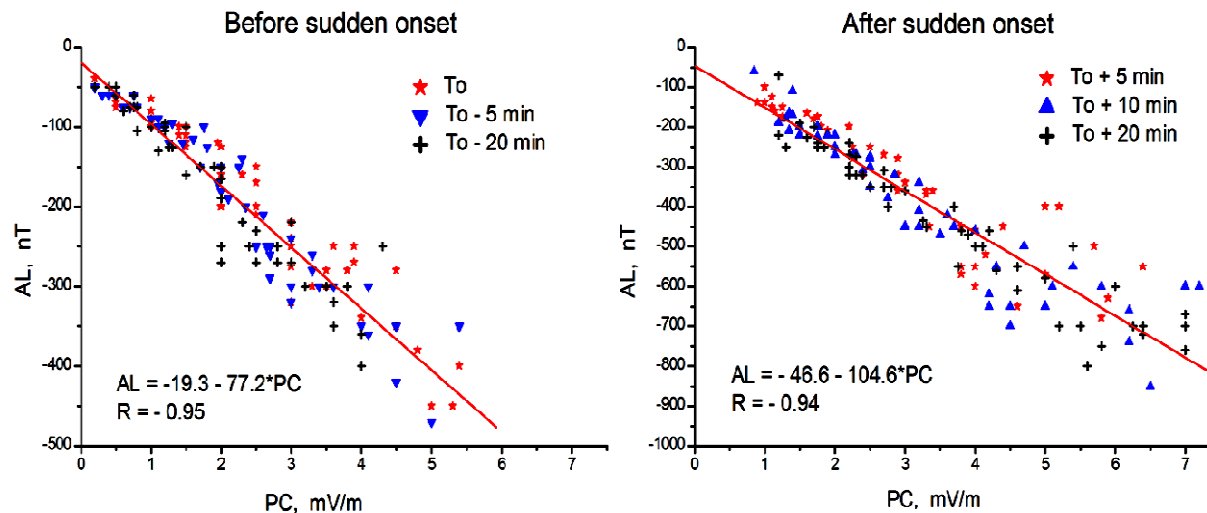 Before sudden onset
0
-100
-200
-300
-400
-500
AL, nT
To
To - 5 min
To - 20 min
AL = -19.3 - 77.2*PC
R = - 0.95
0 1 2 3 4 5 6 7
PC, mV/m
After sudden onset
0
-100
-200
-300
-400
-500
-600
-700
-800
-900
-1000
AL, nT
To + 5 min
To + 10 min
To + 20 min
AL = - 46.6 - 104.6*PC
R = - 0.94
0 1 2 3 4 5 6 7
PC, mV/m